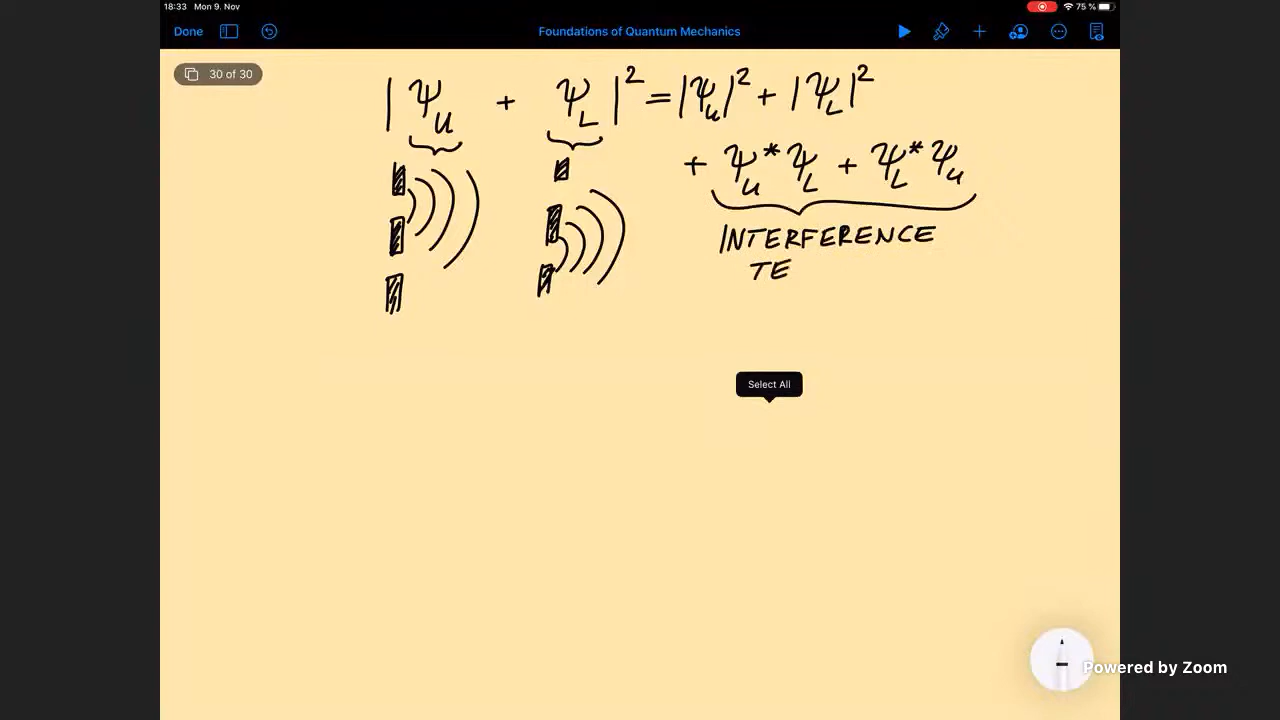 18:33 Mon 9. Nov 75 %
Done Foundations of Quantum Mechanics
30 of 30
|Ψ_u + Ψ_L|² = |Ψ_u|² + |Ψ_L|²
+ Ψ_u* Ψ_L + Ψ_L* Ψ_u
INTERFERENCE
TE
Select All
Powered by Zoom